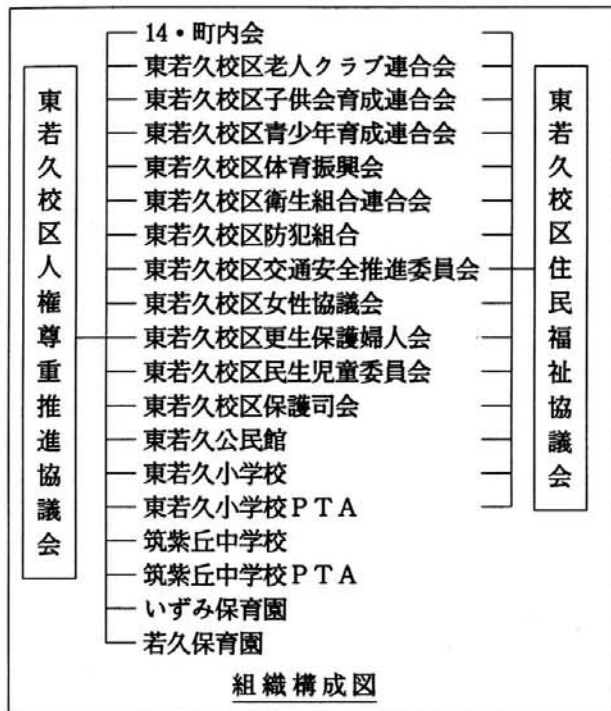 東若久校区人権尊重推進協議会
14・町内会
東若久校区老人クラブ連合会
東若久校区子供会育成連合会
東若久校区青少年育成連合会
東若久校区体育振興会
東若久校区衛生組合連合会
東若久校区防犯組合
東若久校区交通安全推進委員会
東若久校区女性協議会
東若久校区更生保護婦人会
東若久校区民生児童委員会
東若久校区保護司会
東若久公民館
東若久小学校
東若久小学校PTA
筑紫丘中学校
筑紫丘中学校PTA
いずみ保育園
若久保育園
東若久校区住民福祉協議会
組織構成図